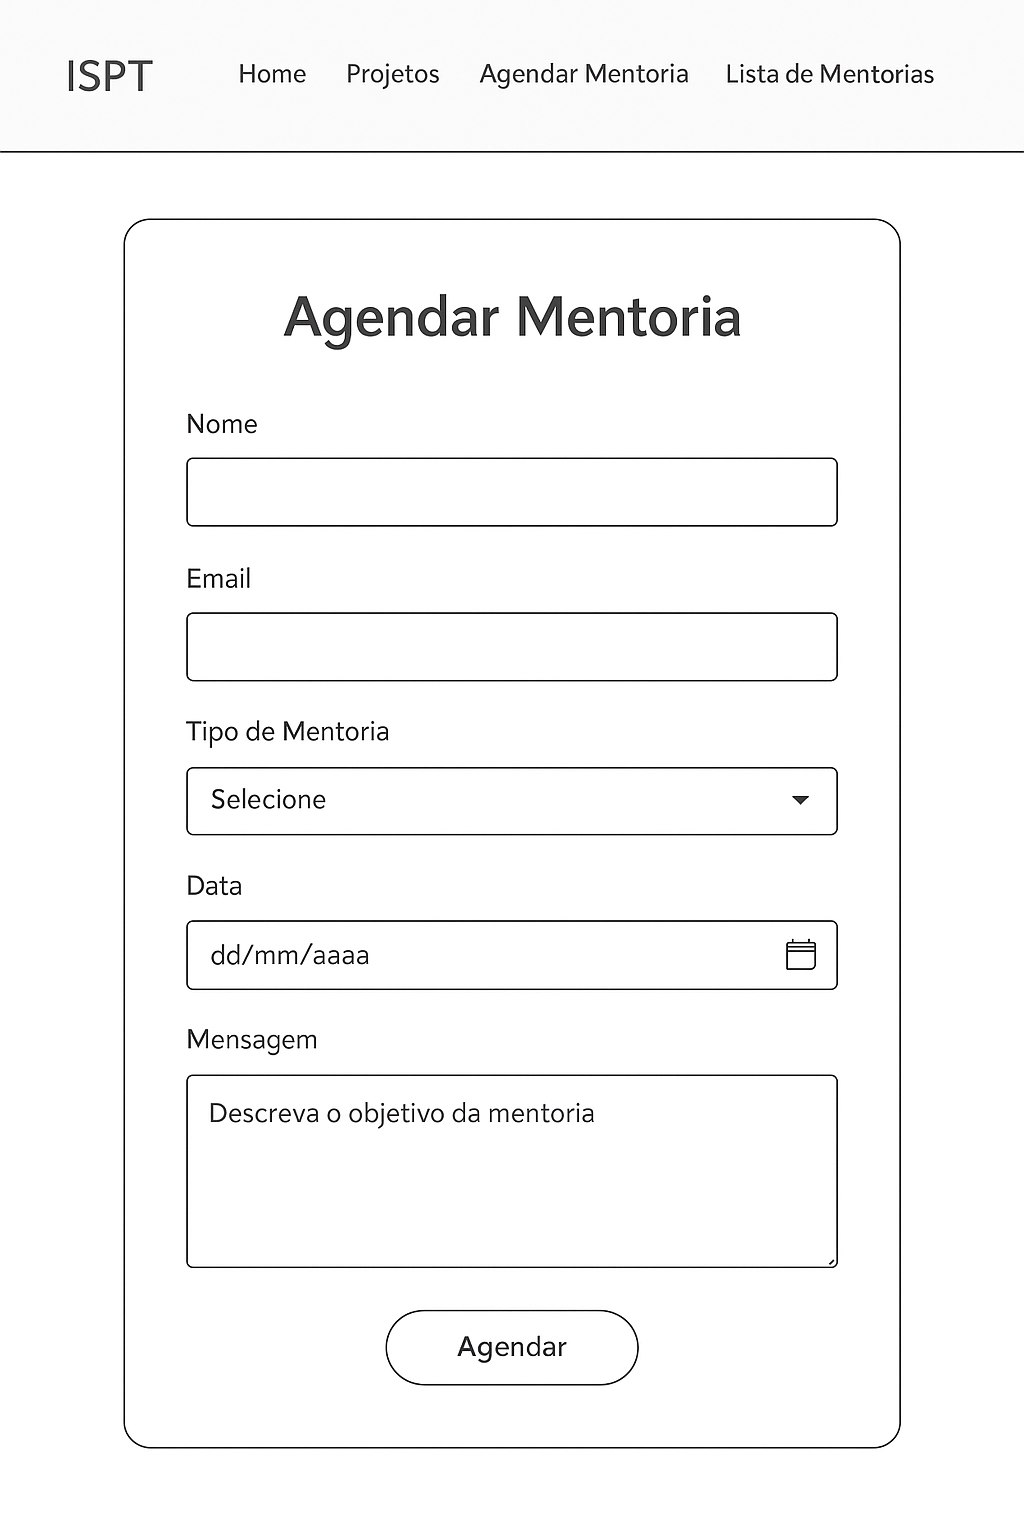 ISPT Home Projetos Agendar Mentoria Lista de Mentorias
Agendar Mentoria
Nome
Email
Tipo de Mentoria
Selecione
Data
dd/mm/aaaa
Mensagem
Descreva o objetivo da mentoria
Agendar